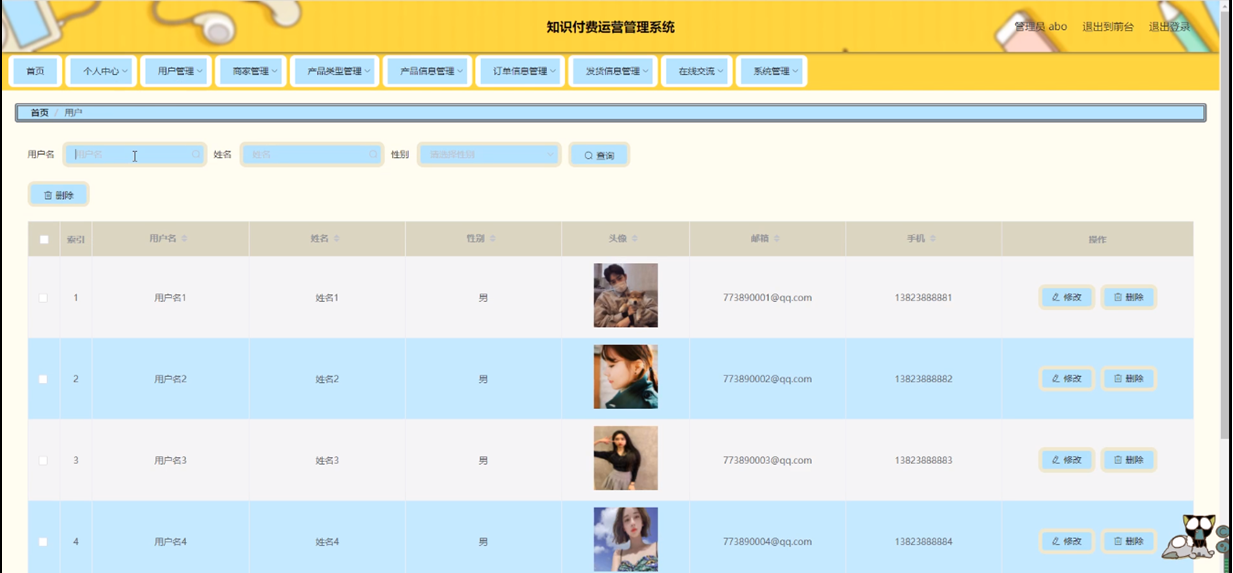 知识付费运营管理系统
管理员 abo 退出到前台 退出登录
首页 个人中心 用户管理 商家管理 产品类型管理 产品信息管理 订单信息管理 发货信息管理 在线交流 系统管理
首页 / 用户
用户名 用户名 姓名 姓名 性别 请选择性别 查询
删除
索引 用户名 姓名 性别 头像 邮箱 手机 操作
1 用户名1 姓名1 男 773890001@qq.com 13823888881 修改 删除
2 用户名2 姓名2 男 773890002@qq.com 13823888882 修改 删除
3 用户名3 姓名3 男 773890003@qq.com 13823888883 修改 删除
4 用户名4 姓名4 男 773890004@qq.com 13823888884 修改 删除